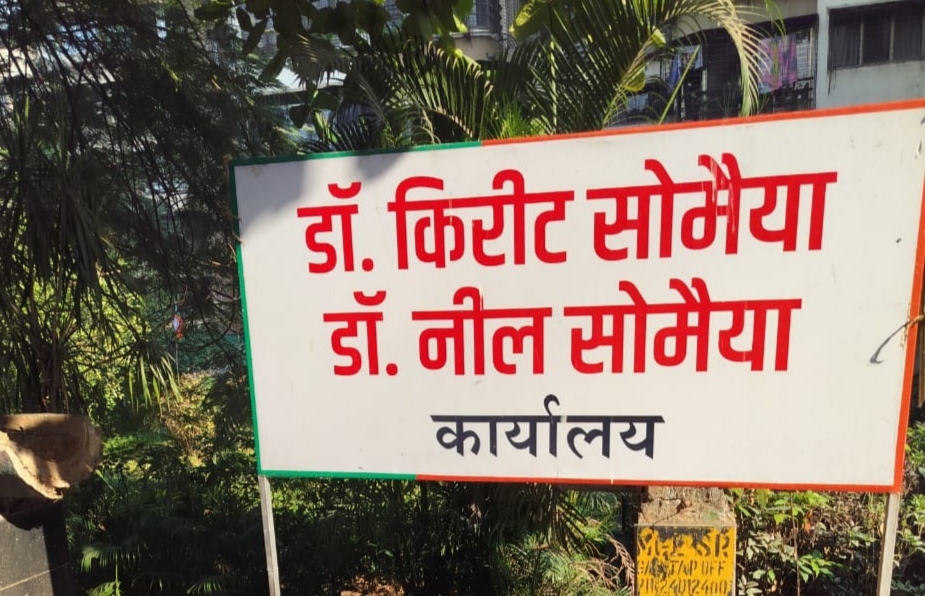 डॉ. किरीट सोमैया
डॉ. नील सोमैया
कार्यालय